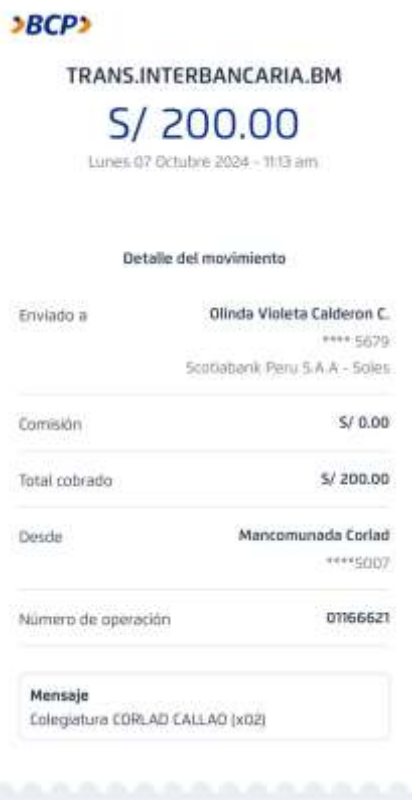 BCP
TRANS.INTERBANCARIA.BM
S/ 200.00
Lunes 07 Octubre 2024 - 11:13 am
Detalle del movimiento
Enviado a
Olinda Violeta Calderon C.
**** 5679
Scotiabank Peru S.A.A - Soles
Comisión
S/ 0.00
Total cobrado
S/ 200.00
Desde
Mancomunada Corlad
****5007
Número de operación
01166621
Mensaje
Colegiatura CORLAD CALLAO (x02)